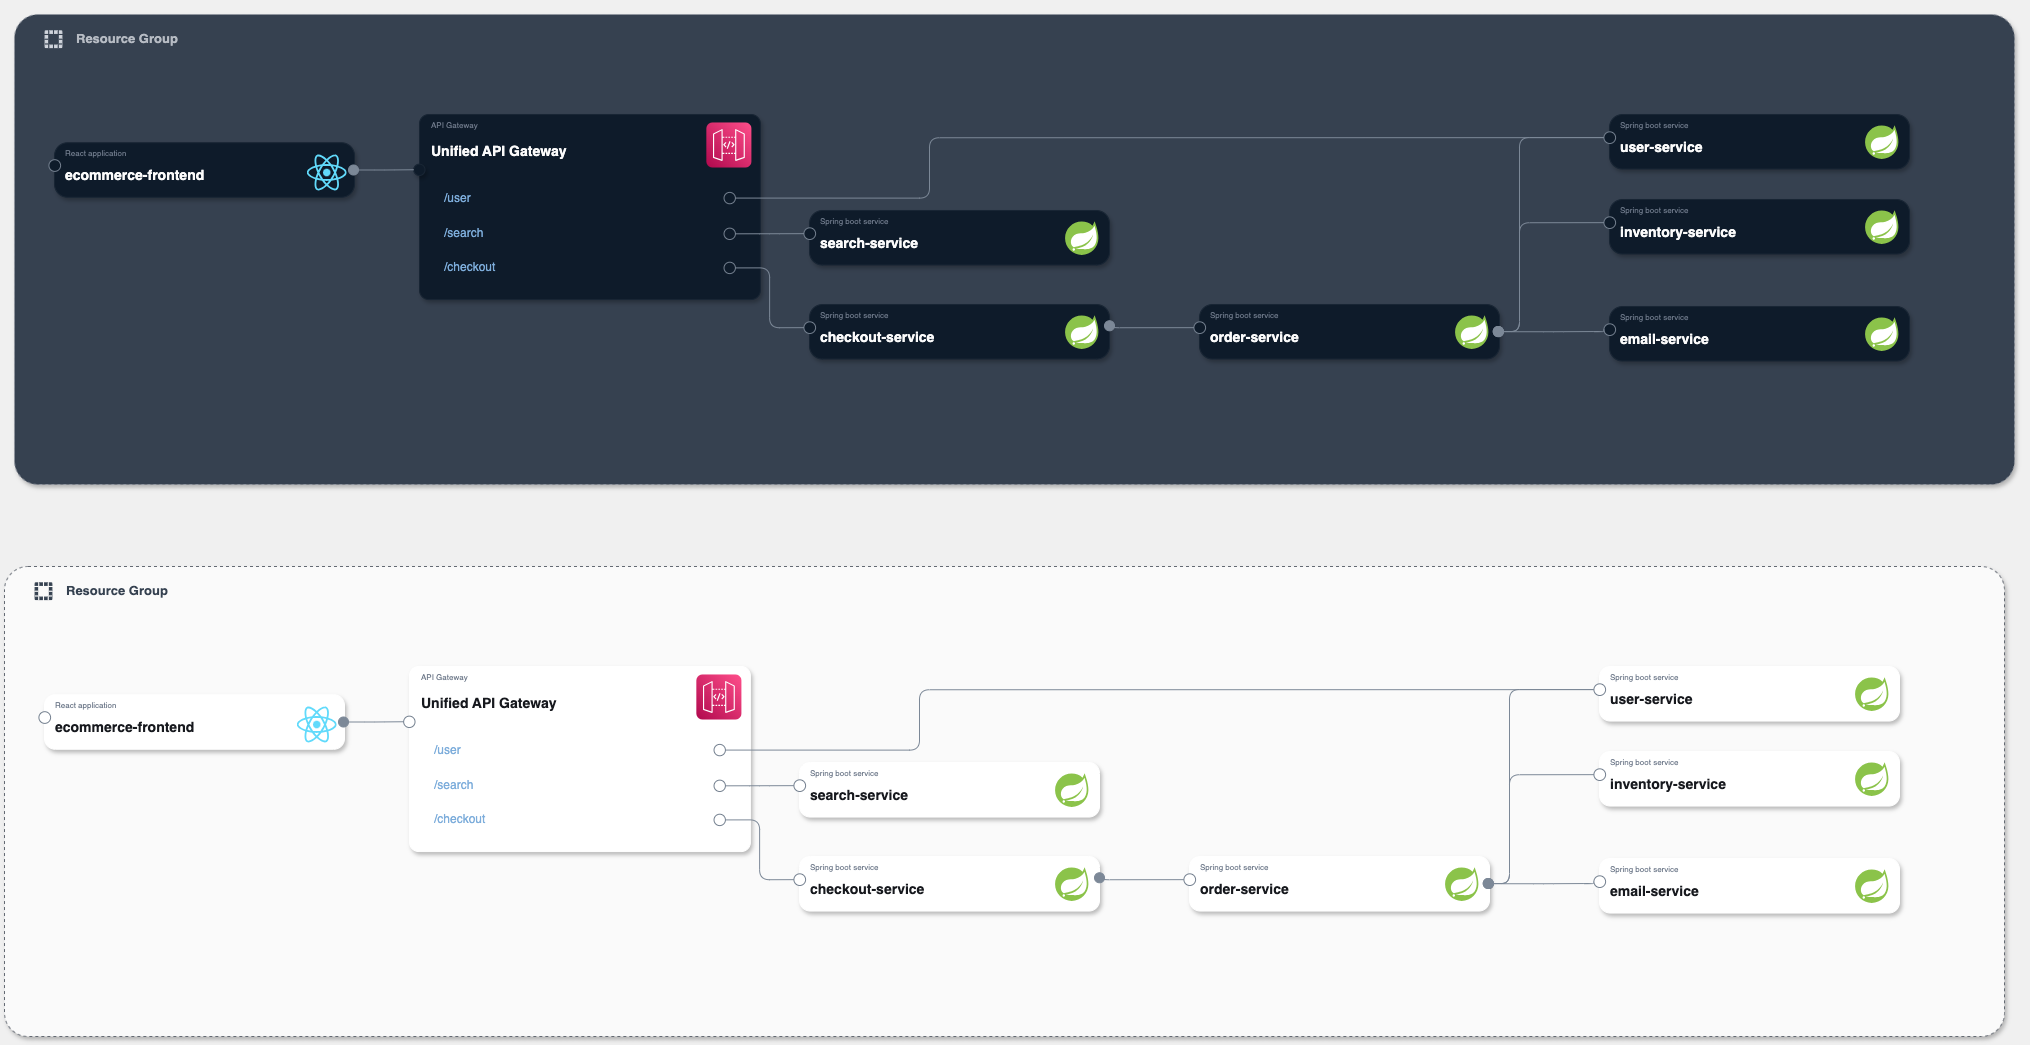 Resource Group
React application
ecommerce-frontend
API Gateway
Unified API Gateway
/user
/search
/checkout
Spring boot service
search-service
Spring boot service
checkout-service
Spring boot service
order-service
Spring boot service
user-service
Spring boot service
inventory-service
Spring boot service
email-service
Resource Group
React application
ecommerce-frontend
API Gateway
Unified API Gateway
/user
/search
/checkout
Spring boot service
search-service
Spring boot service
checkout-service
Spring boot service
order-service
Spring boot service
user-service
Spring boot service
inventory-service
Spring boot service
email-service